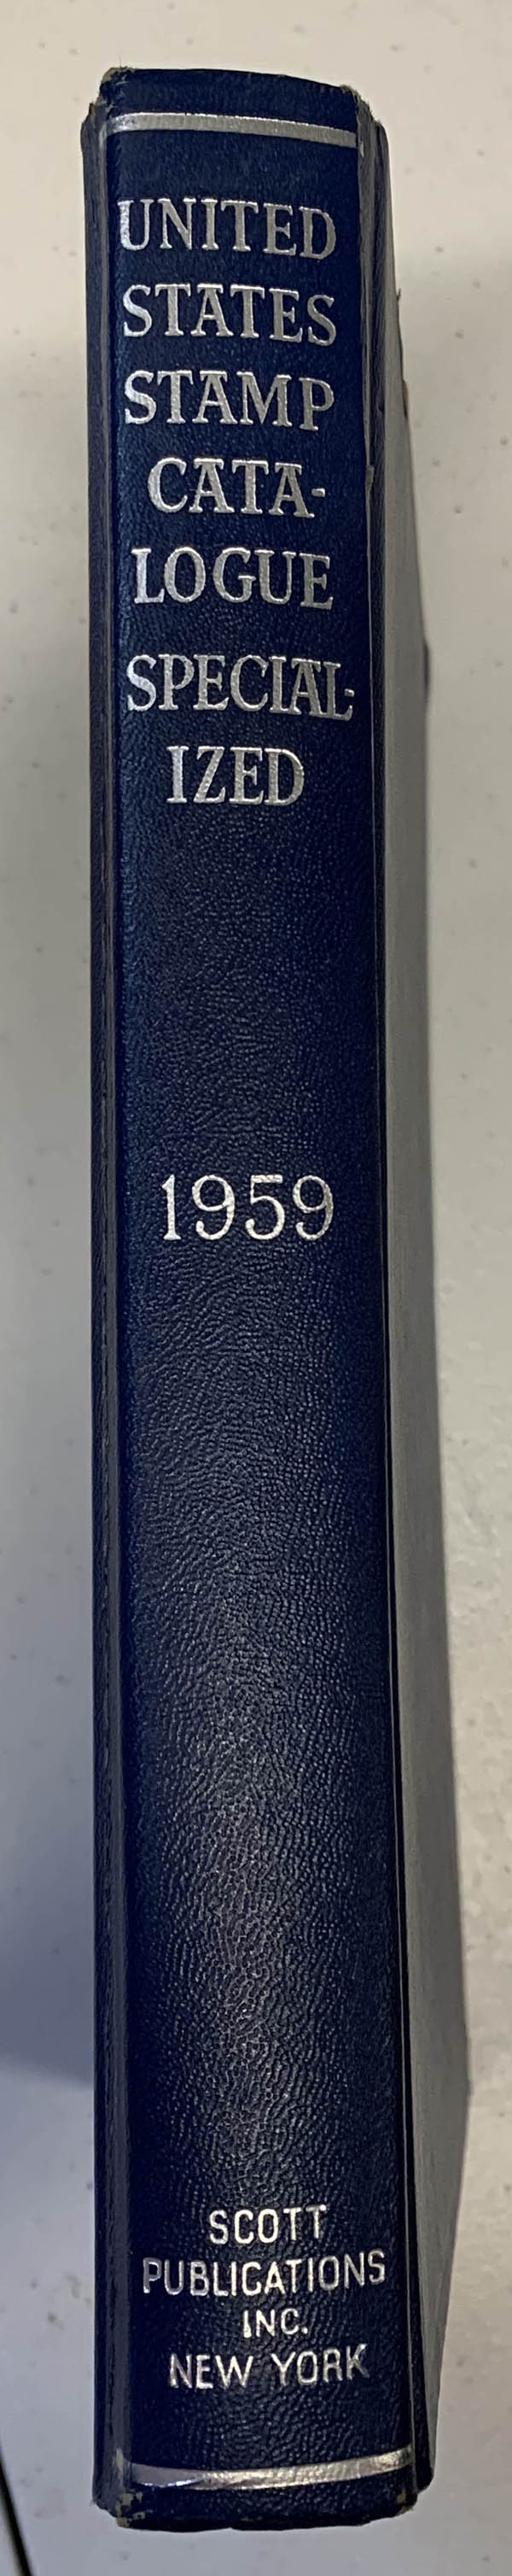 UNITED
STATES
STAMP
CATA-
LOGUE
SPECIAL-
IZED
1959
SCOTT
PUBLICATIONS
INC.
NEW YORK